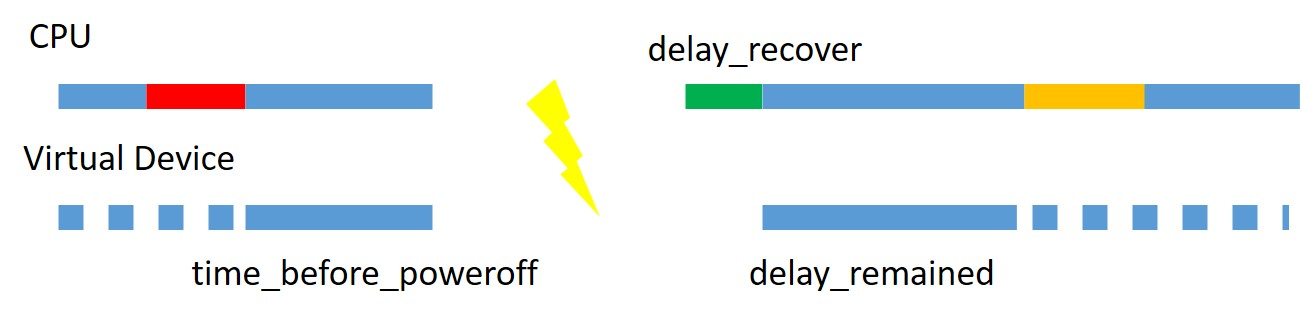 CPU
delay_recover
Virtual Device
time_before_poweroff
delay_remained